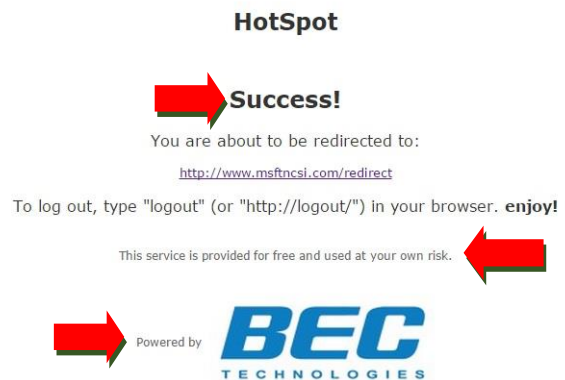 HotSpot
Success!
You are about to be redirected to:
http://www.msftncsi.com/redirect
To log out, type "logout" (or "http://logout/") in your browser. enjoy!
This service is provided for free and used at your own risk.
Powered by
BEC
TECHNOLOGIES